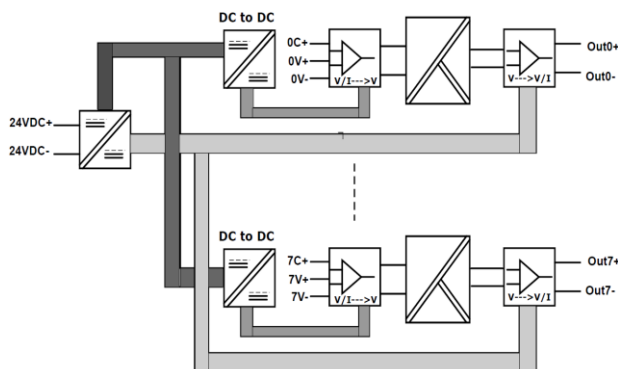 DC to DC
0C+
0V+
0V-
V/I--->V
V--->V/I
Out0+
Out0-
24VDC+
24VDC-
DC to DC
7C+
7V+
7V-
V/I--->V
V--->V/I
Out7+
Out7-